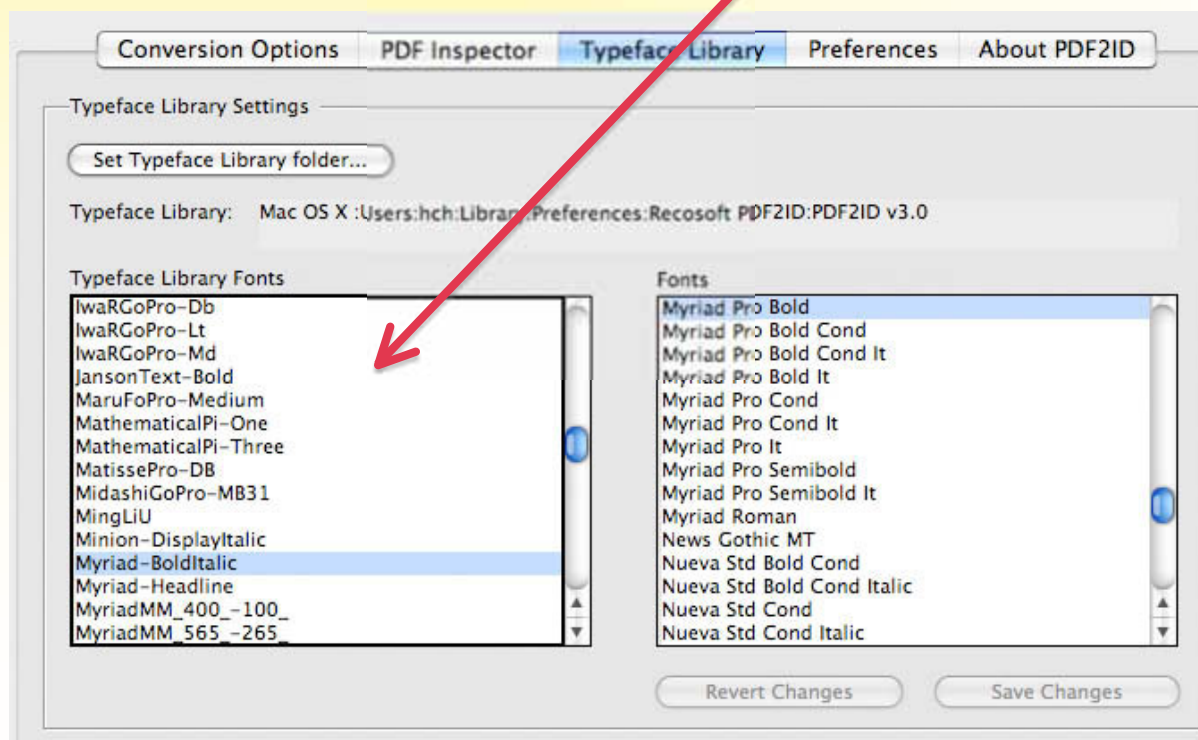 Conversion Options PDF Inspector Typeface Library Preferences About PDF2ID
Typeface Library Settings
Set Typeface Library folder...
Typeface Library: Mac OS X :Users:hch:Library:Preferences:Recosoft PDF2ID:PDF2ID v3.0
Typeface Library Fonts
IwaRGoPro-Db
IwaRGoPro-Lt
IwaRGoPro-Md
JansonText-Bold
MaruFoPro-Medium
MathematicalPi-One
MathematicalPi-Three
MatissePro-DB
MidashiGoPro-MB31
MingLiU
Minion-DisplayItalic
Myriad-BoldItalic
Myriad-Headline
MyriadMM_400_-100_
MyriadMM_565_-265_
Fonts
Myriad Pro Bold
Myriad Pro Bold Cond
Myriad Pro Bold Cond It
Myriad Pro Bold It
Myriad Pro Cond
Myriad Pro Cond It
Myriad Pro It
Myriad Pro Semibold
Myriad Pro Semibold It
Myriad Roman
News Gothic MT
Nueva Std Bold Cond
Nueva Std Bold Cond Italic
Nueva Std Cond
Nueva Std Cond Italic
Revert Changes Save Changes